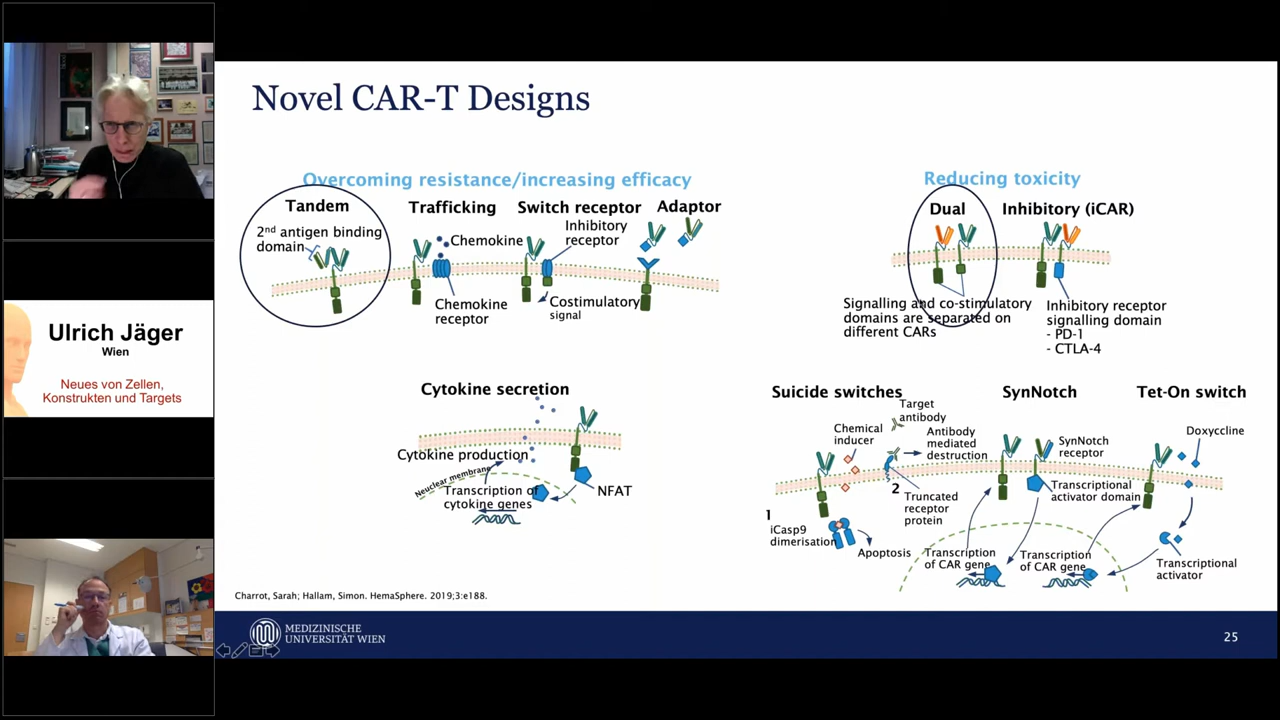 Novel CAR-T Designs
Overcoming resistance/increasing efficacy
Tandem
2nd antigen binding
domain
Trafficking
Chemokine
Chemokine
receptor
Switch receptor
Inhibitory
receptor
Costimulatory
signal
Adaptor
Cytokine secretion
Cytokine production
Neuclear membrane
Transcription of
cytokine genes
NFAT
Reducing toxicity
Dual
Signalling and co-stimulatory
domains are separated on
different CARs
Inhibitory (iCAR)
Inhibitory receptor
signalling domain
- PD-1
- CTLA-4
Suicide switches
Chemical
inducer
Target
antibody
Antibody
mediated
destruction
2
Truncated
receptor
protein
1
iCasp9
dimerisation
Apoptosis
SynNotch
SynNotch
receptor
Transcriptional
activator domain
Transcription
of CAR gene
Tet-On switch
Doxyccline
Transcription
of CAR gene
Transcriptional
activator
Charrot, Sarah; Hallam, Simon. HemaSphere. 2019;3:e188.
MEDIZINISCHE
UNIVERSITÄT WIEN
25
Ulrich Jäger
Wien
Neues von Zellen,
Konstrukten und Targets